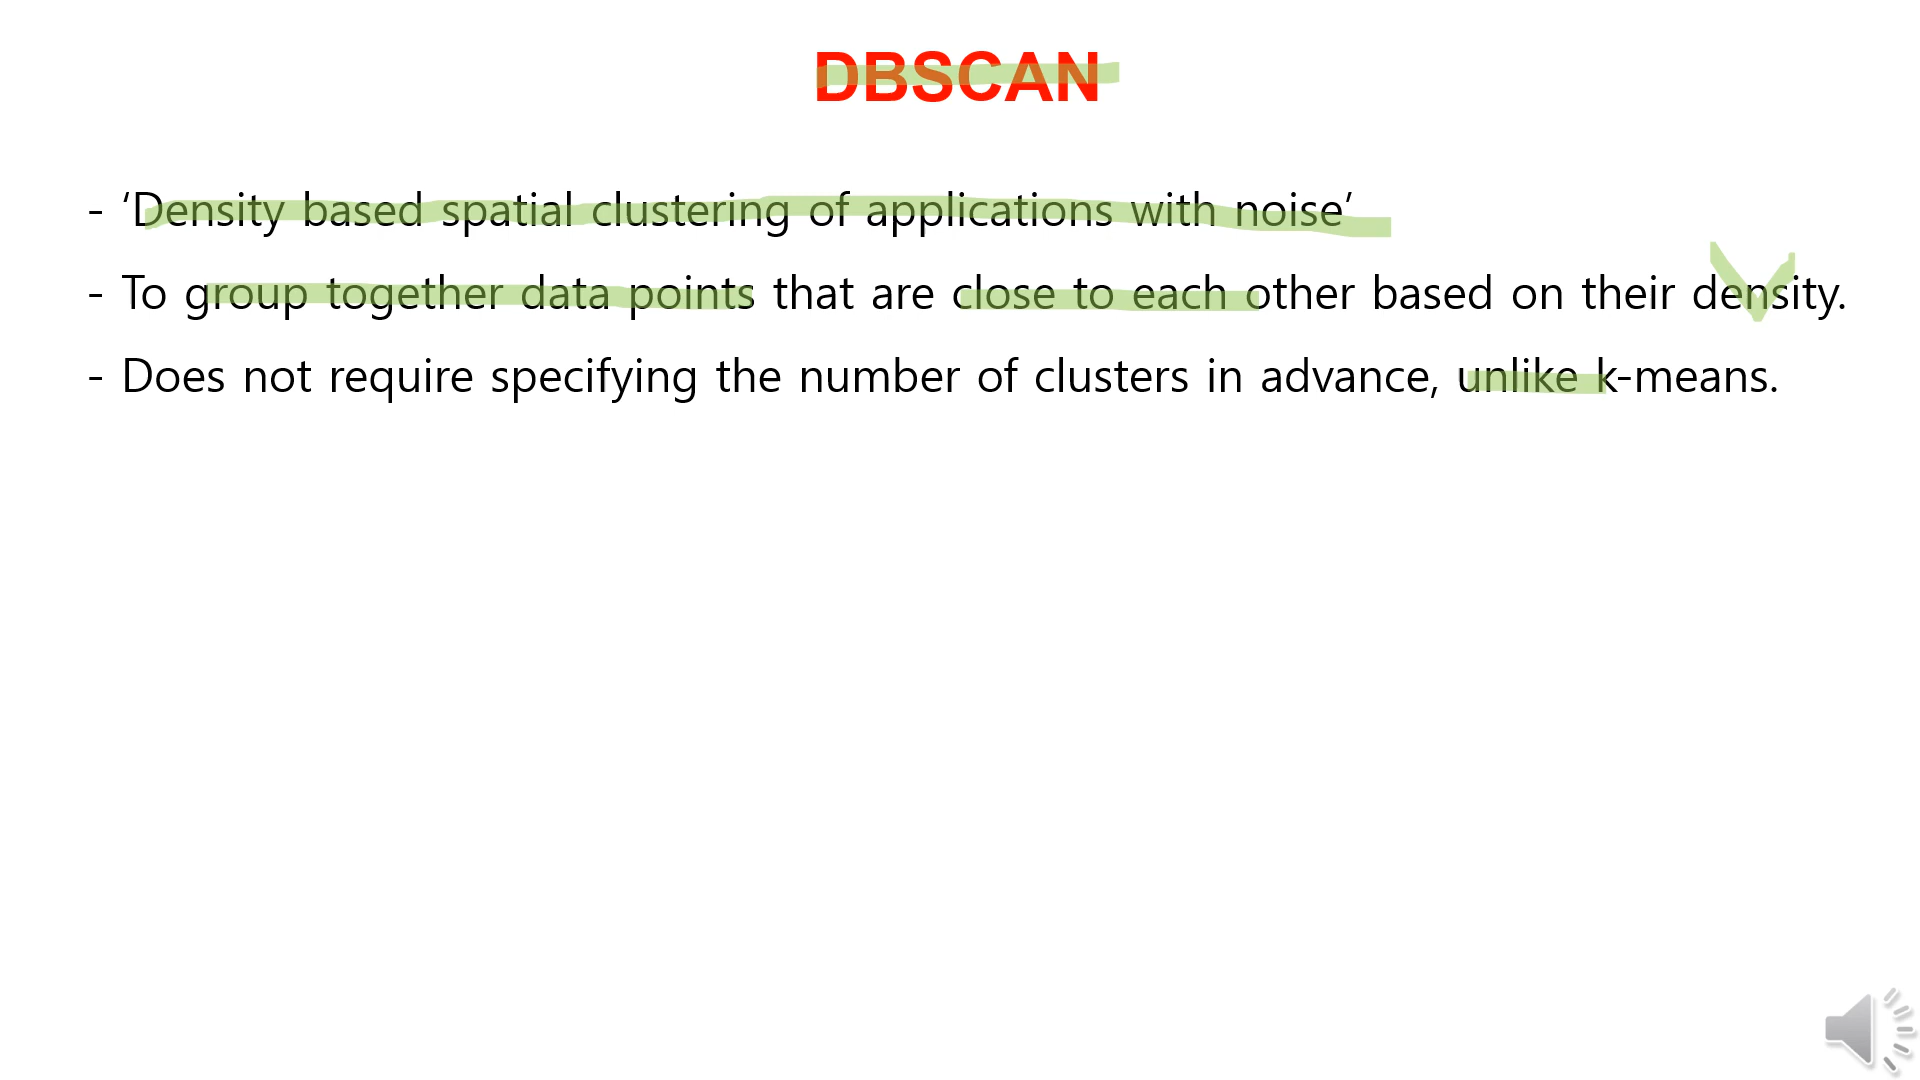 DBSCAN
- ‘Density based spatial clustering of applications with noise’
- To group together data points that are close to each other based on their density.
- Does not require specifying the number of clusters in advance, unlike k-means.